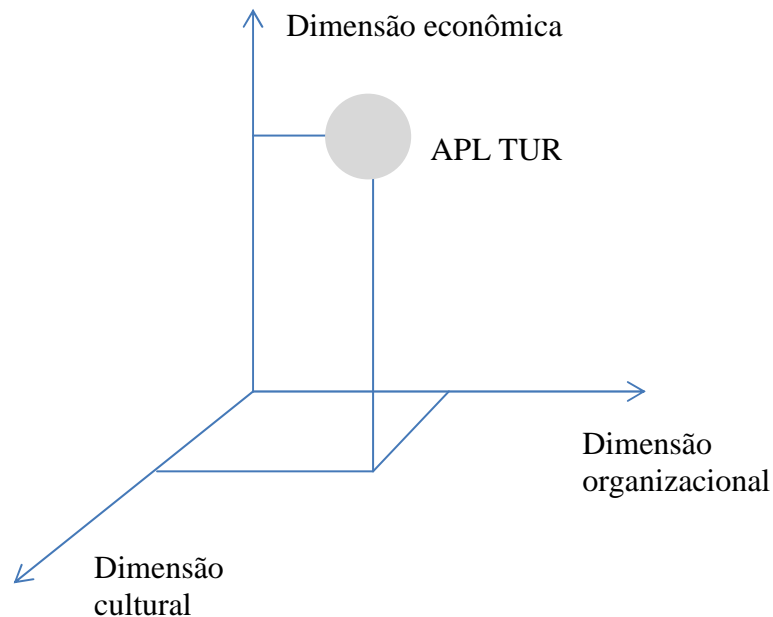 Dimensão econômica
APL TUR
Dimensão
organizacional
Dimensão
cultural